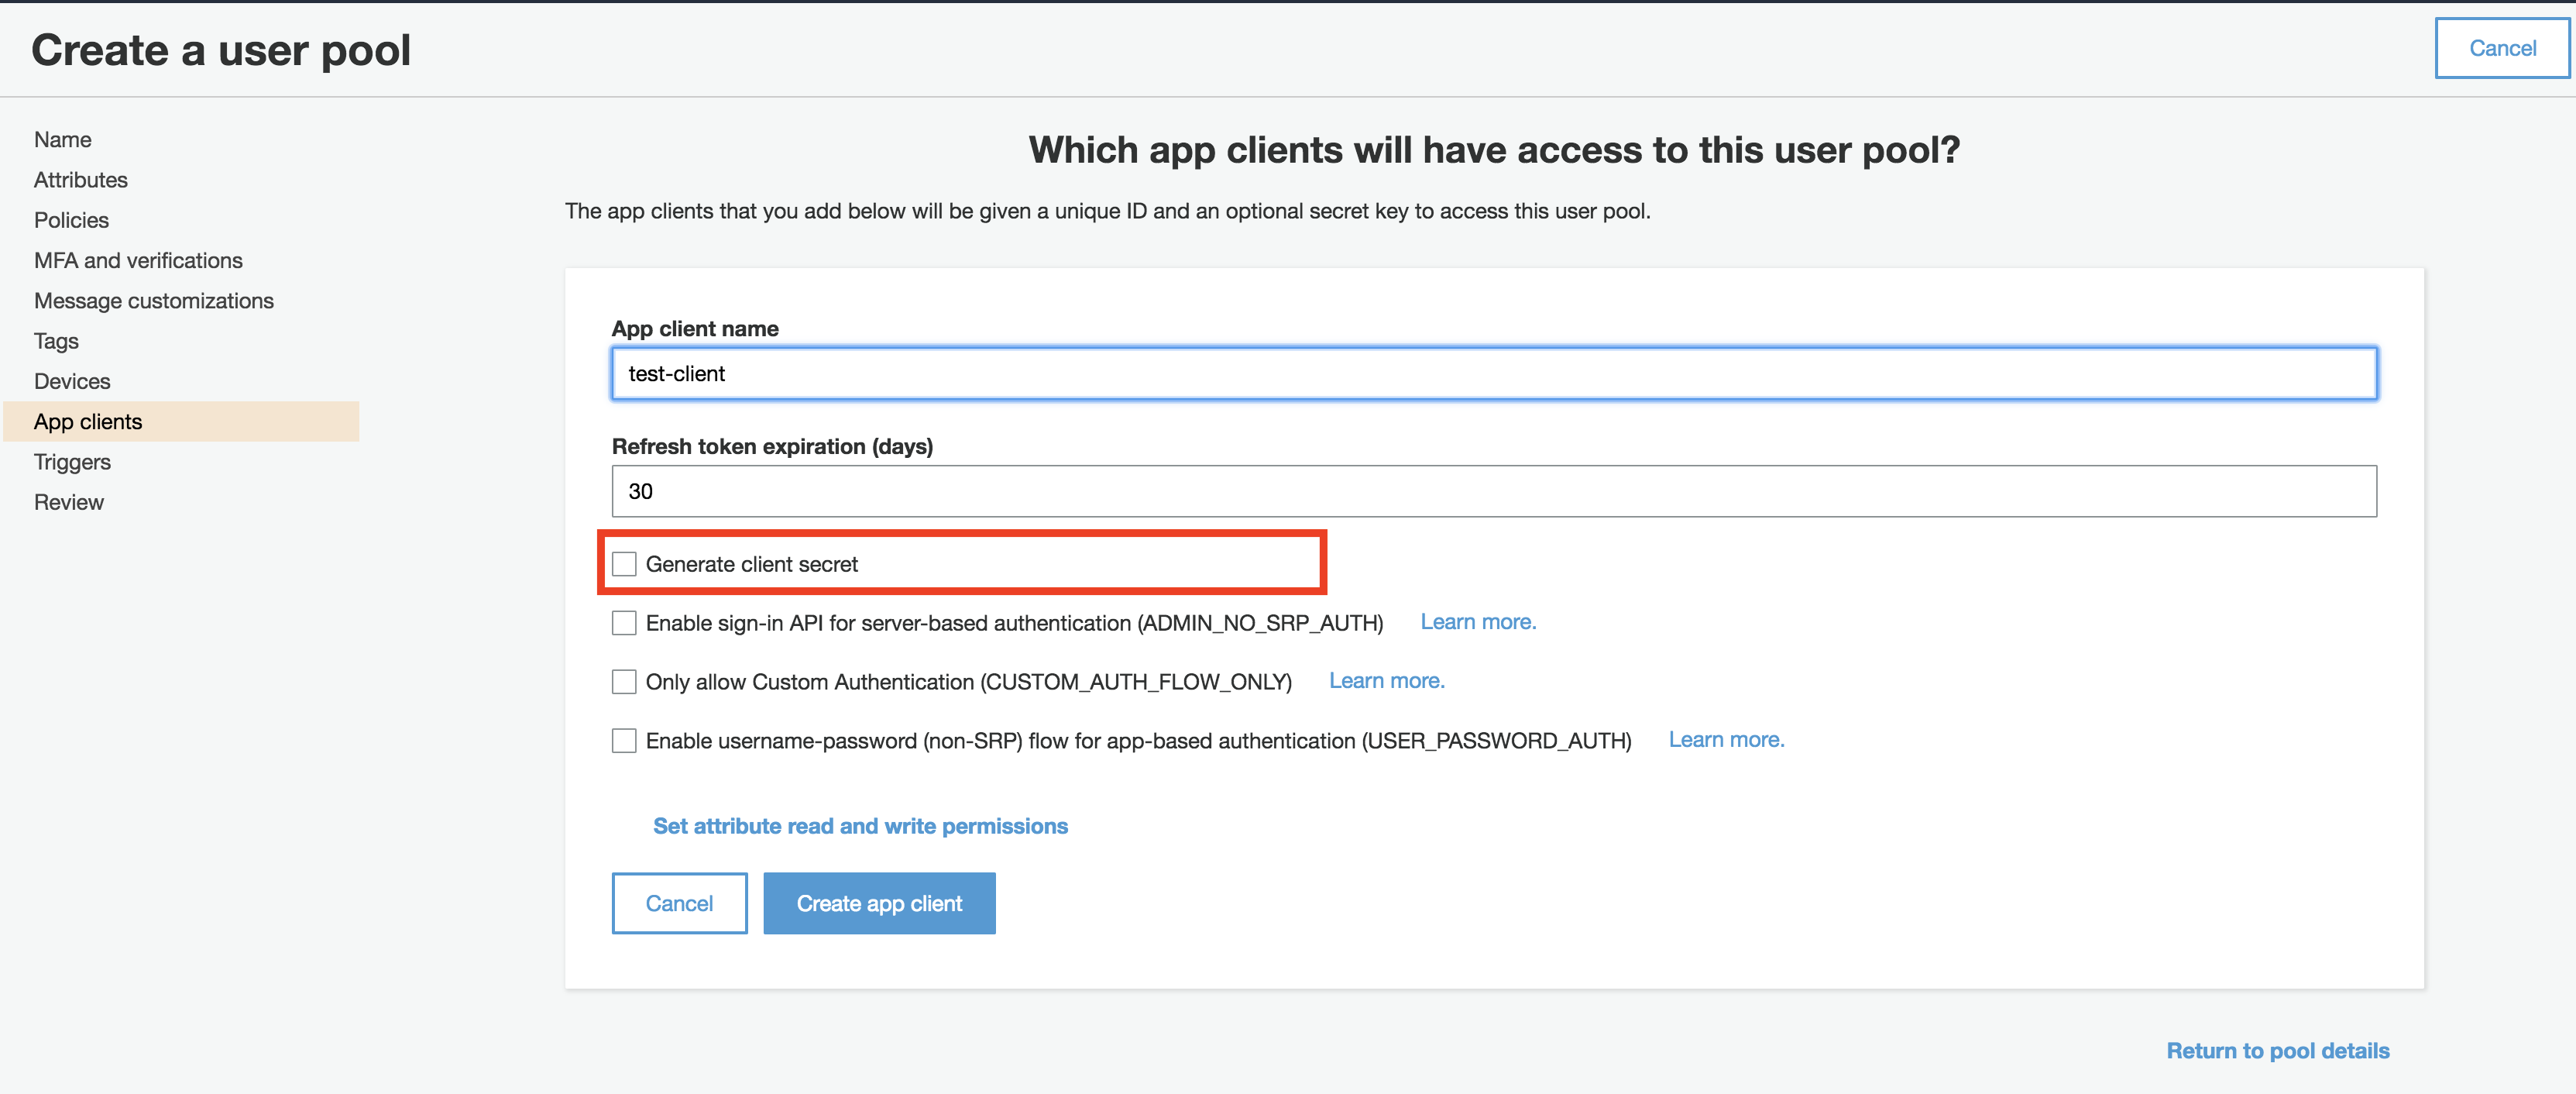 Create a user pool
Cancel
Name
Attributes
Policies
MFA and verifications
Message customizations
Tags
Devices
App clients
Triggers
Review
Which app clients will have access to this user pool?
The app clients that you add below will be given a unique ID and an optional secret key to access this user pool.
App client name
test-client
Refresh token expiration (days)
30
Generate client secret
Enable sign-in API for server-based authentication (ADMIN_NO_SRP_AUTH) Learn more.
Only allow Custom Authentication (CUSTOM_AUTH_FLOW_ONLY) Learn more.
Enable username-password (non-SRP) flow for app-based authentication (USER_PASSWORD_AUTH) Learn more.
Set attribute read and write permissions
Cancel Create app client
Return to pool details